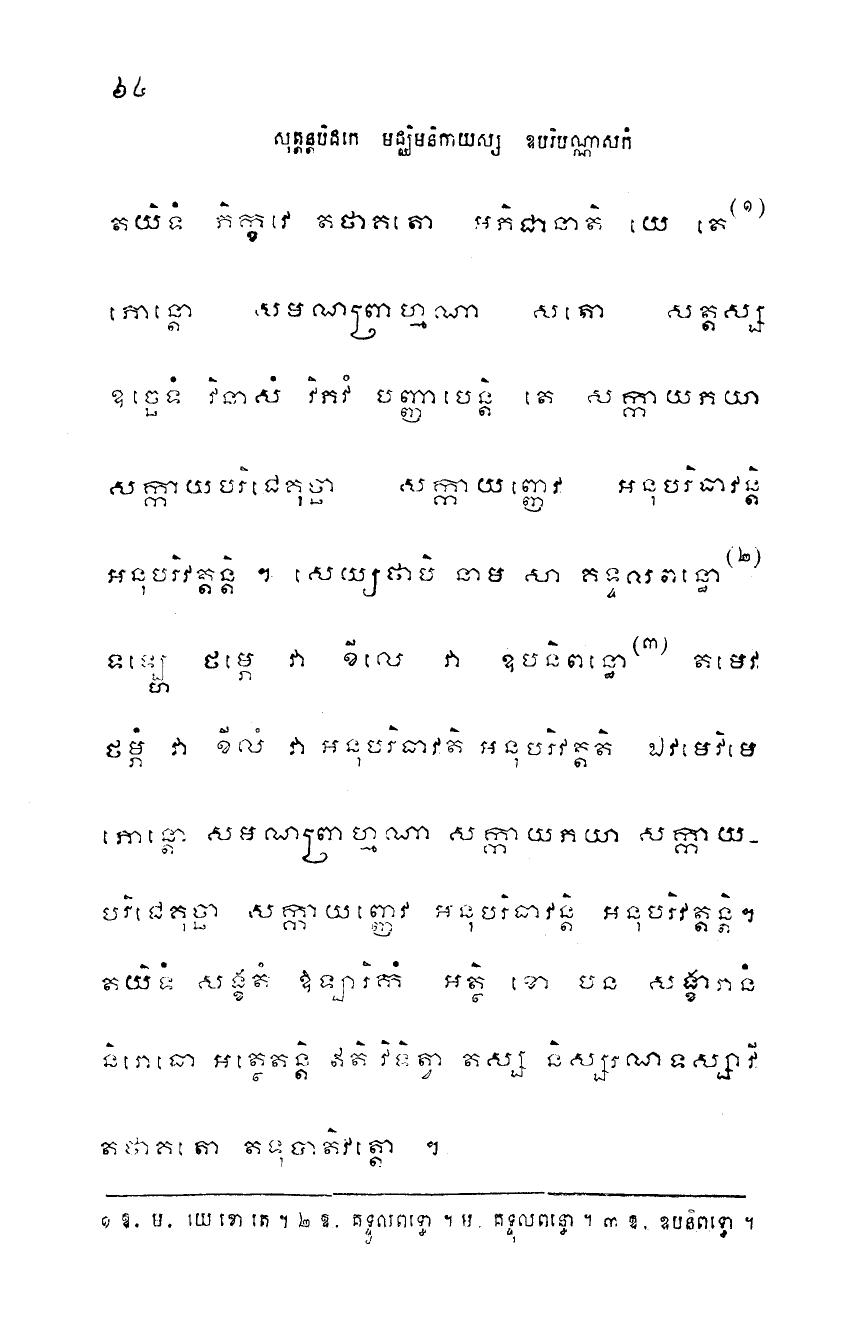 ៦៤
សុត្តន្តបិដកេ មជ្ឈិមនិកាយស្ស ឧបរិបណ្ណាសកំ
តយិទំ ភិក្ខវេ តថាគតោ អភិជានាតិ យេ តេ(១)
ភោន្តោ សមណព្រាហ្មណា សតោ សត្តស្ស
ឧច្ឆេទំ វិនាសំ វិភវំ បញ្ញាបេន្តិ តេ សក្កាយភយា
សក្កាយបរិជេគុច្ឆា សក្កាយញ្ញេវ អនុបរិធាវន្តិ
អនុបរិវត្តន្តិ ។ សេយ្យថាបិ នាម សា គទ្ទុលពន្ធោ(២)
ទឡ្ហេ ថម្ភេ វា ខីលេ វា ឧបនិពន្ធោ(៣) តមេវ
ថម្ភំ វា ខីលំ វា អនុបរិធាវតិ អនុបរិវត្តតិ ឯវមេវិមេ
ភោន្តោ សមណព្រាហ្មណា សក្កាយភយា សក្កាយ-
បរិជេគុច្ឆា សក្កាយញ្ញេវ អនុបរិធាវន្តិ អនុបរិវត្តន្តិ។
តយិទំ សង្ខតំ ឱឡារិកំ អត្ថិ ខោ បន សង្ខារានំ
និរោធោ អត្ថេតន្តិ ឥតិ វិទិត្វា តស្ស និស្សរណទស្សាវី
តថាគតោ តទុបាតិវត្តោ ។
១ ឱ. ម. យេ ខោ តេ ។ ២ ឱ. គទ្ទូលពទ្ធោ ។ ម. គទ្ទុលពន្ធោ ។ ៣ ឱ. ឧបនិពទ្ធោ ។